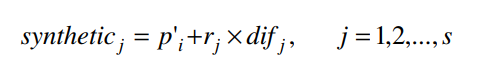 synthetic_j = p'_i+r_j × dif_j, j = 1,2,...,s